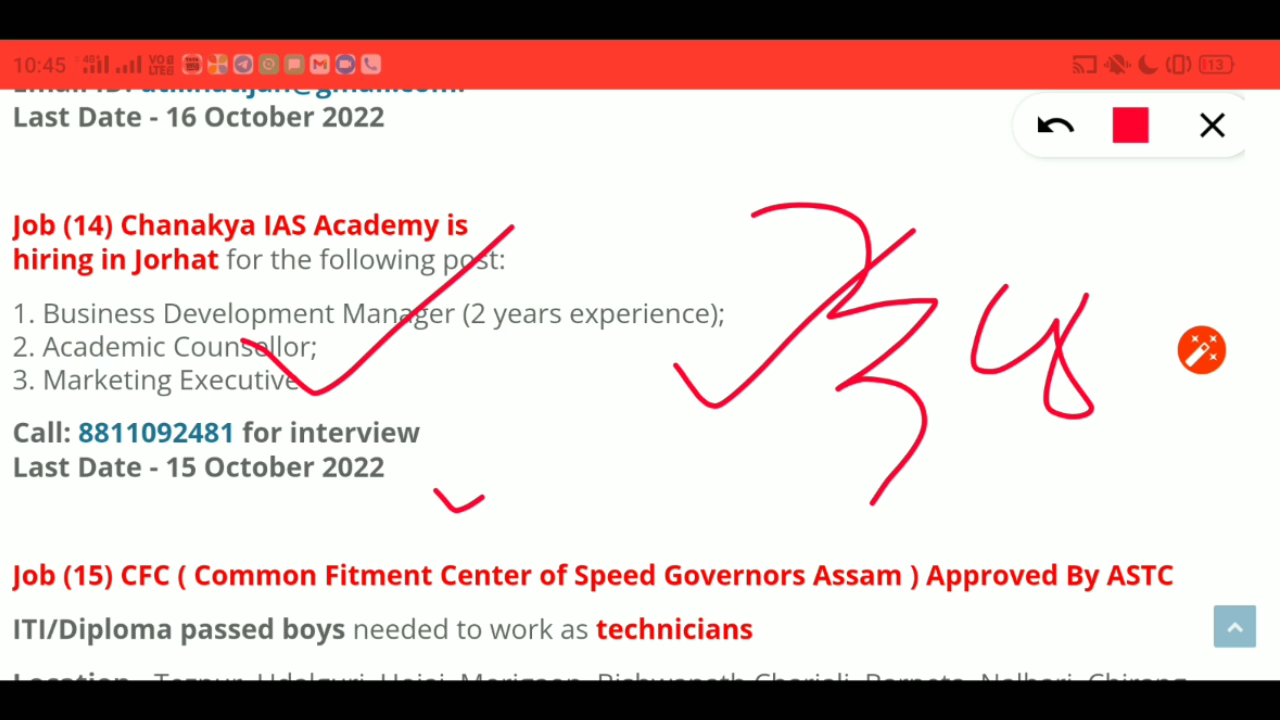 10:45
13
Last Date - 16 October 2022
Job (14) Chanakya IAS Academy is
hiring in Jorhat for the following post:
1. Business Development Manager (2 years experience);
2. Academic Counsellor;
3. Marketing Executive
Call: 8811092481 for interview
Last Date - 15 October 2022
Job (15) CFC ( Common Fitment Center of Speed Governors Assam ) Approved By ASTC
ITI/Diploma passed boys needed to work as technicians